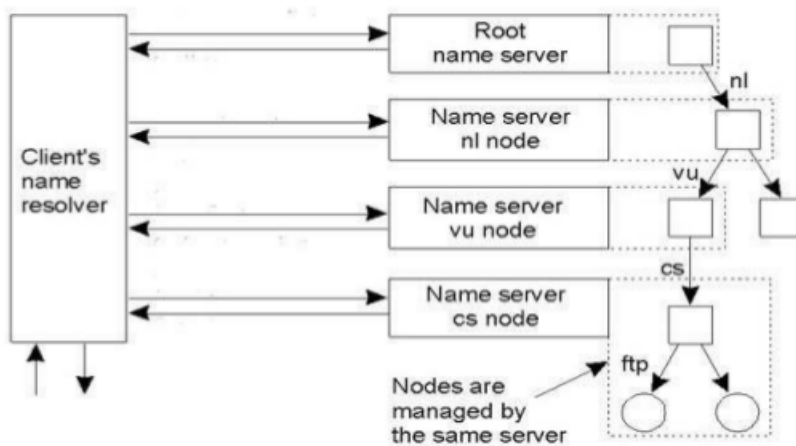 Root
name server
nl
Name server
nl node
Client's
name
resolver
vu
Name server
vu node
cs
Name server
cs node
ftp
Nodes are
managed by
the same server